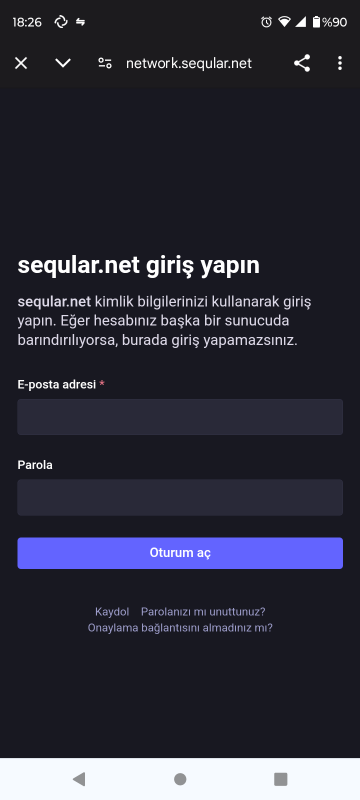 18:26
%90
network.seqular.net
seqular.net giriş yapın
seqular.net kimlik bilgilerinizi kullanarak giriş
yapın. Eğer hesabınız başka bir sunucuda
barındırılıyorsa, burada giriş yapamazsınız.
E-posta adresi *
Parola
Oturum aç
Kaydol Parolanızı mı unuttunuz?
Onaylama bağlantısını almadınız mı?